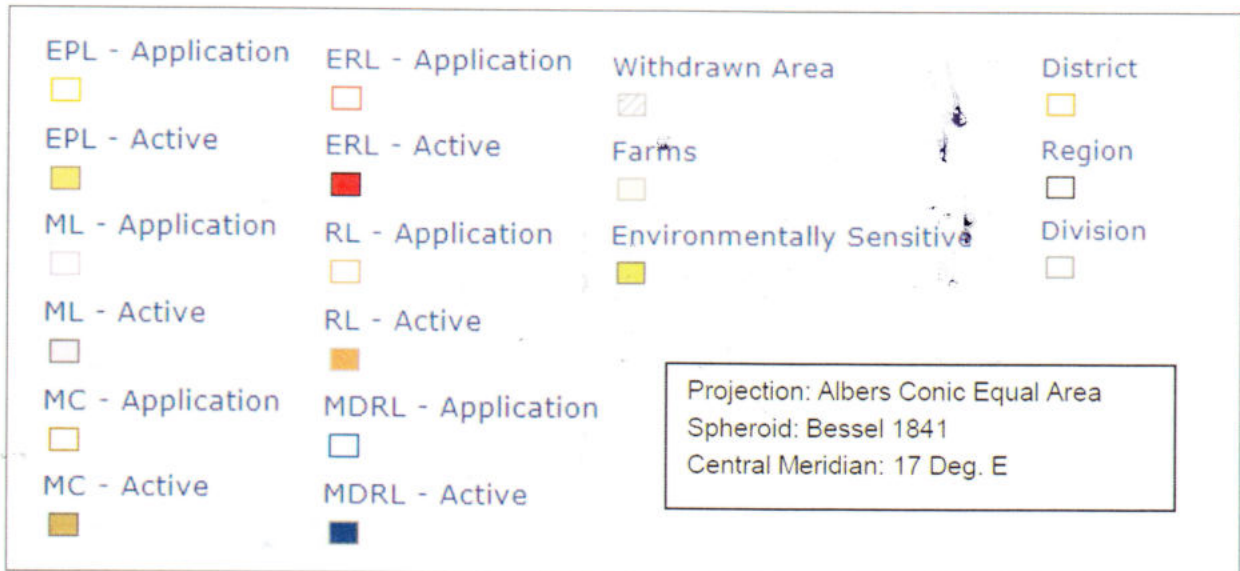 EPL - Application
EPL - Active
ML - Application
ML - Active
MC - Application
MC - Active
ERL - Application
ERL - Active
RL - Application
RL - Active
MDRL - Application
MDRL - Active
Withdrawn Area
Farms
Environmentally Sensitive
District
Region
Division
Projection: Albers Conic Equal Area
Spheroid: Bessel 1841
Central Meridian: 17 Deg. E